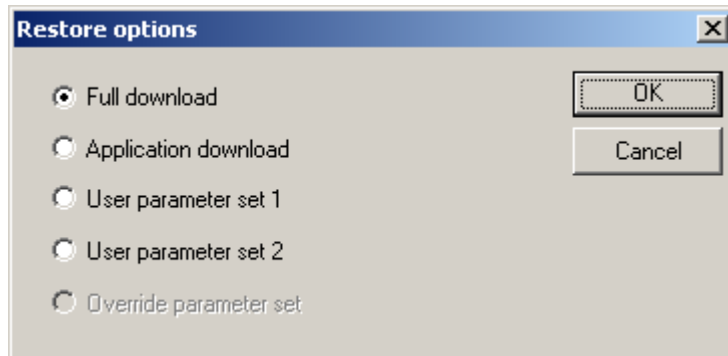 Restore options
Full download
OK
Application download
Cancel
User parameter set 1
User parameter set 2
Override parameter set